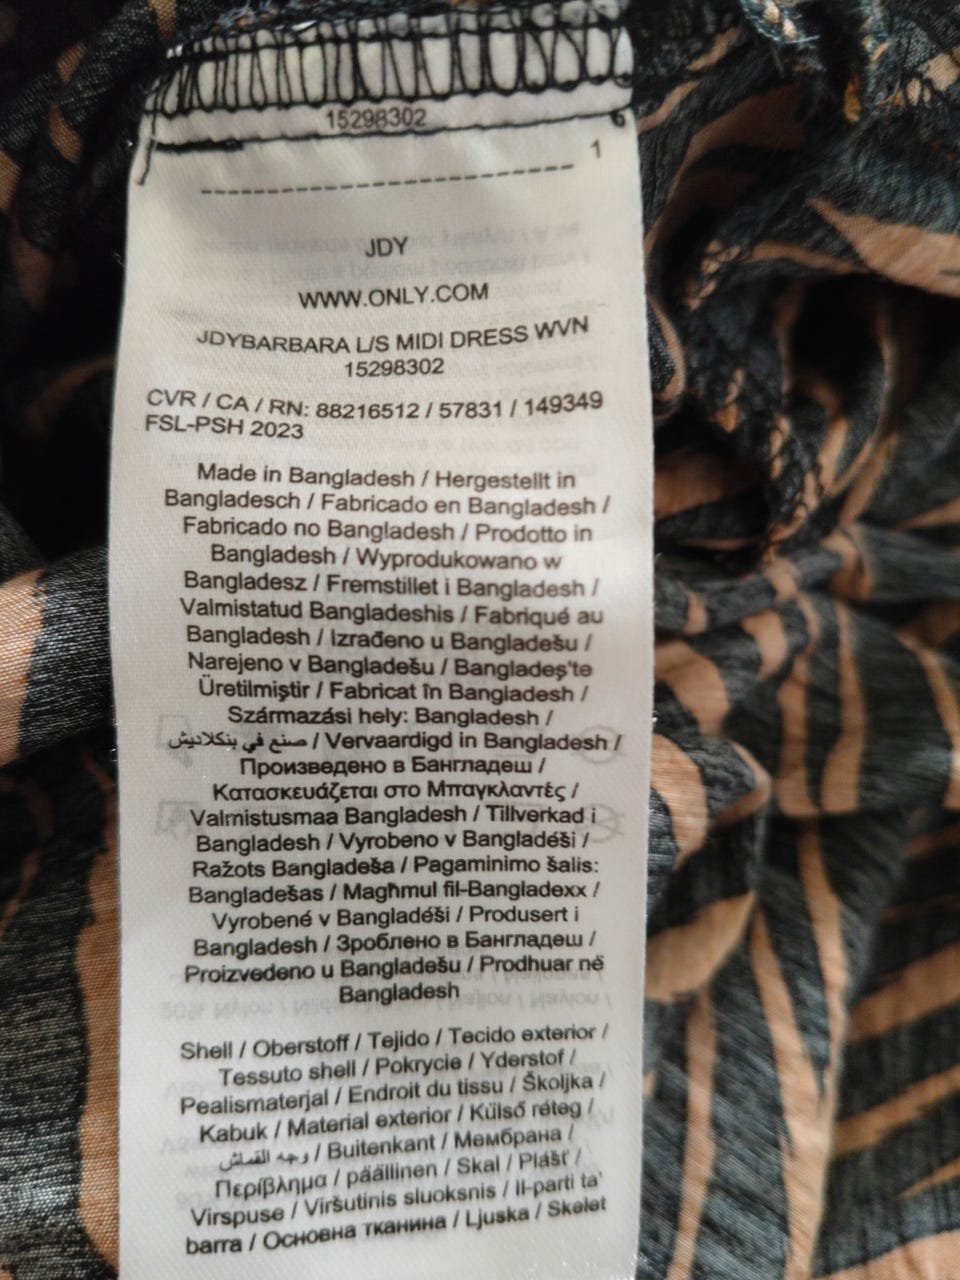 15298302
6
1
JDY
WWW.ONLY.COM
JDYBARBARA L/S MIDI DRESS WVN
15298302
CVR / CA / RN: 88216512 / 57831 / 149349
FSL-PSH 2023
Made in Bangladesh / Hergestellt in
Bangladesch / Fabricado en Bangladesh /
Fabricado no Bangladesh / Prodotto in
Bangladesh / Wyprodukowano w
Bangladesz / Fremstillet i Bangladesh /
Valmistatud Bangladeshis / Fabriqué au
Bangladesh / Izrađeno u Bangladešu /
Narejeno v Bangladešu / Bangladeş'te
Üretilmiştir / Fabricat în Bangladesh /
Származási hely: Bangladesh /
صنع في بنكلاديش / Vervaardigd in Bangladesh /
Произведено в Бангладеш /
Κατασκευάζεται στο Μπαγκλαντές /
Valmistusmaa Bangladesh / Tillverkad i
Bangladesh / Vyrobeno v Bangladéši /
Ražots Bangladeša / Pagaminimo šalis:
Bangladešas / Magħmul fil-Bangladexx /
Vyrobené v Bangladéši / Produsert i
Bangladesh / Зроблено в Бангладеш /
Proizvedeno u Bangladešu / Prodhuar në
Bangladesh
Shell / Oberstoff / Tejido / Tecido exterior /
Tessuto shell / Pokrycie / Yderstof /
Pealismaterjal / Endroit du tissu / Školjka /
Kabuk / Material exterior / Külső réteg /
وجه القماش / Buitenkant / Мембрана /
Περίβλημα / päällinen / Skal / Plášť /
Virspuse / Viršutinis sluoksnis / Il-parti ta'
barra / Основна тканина / Ljuska / Skelet